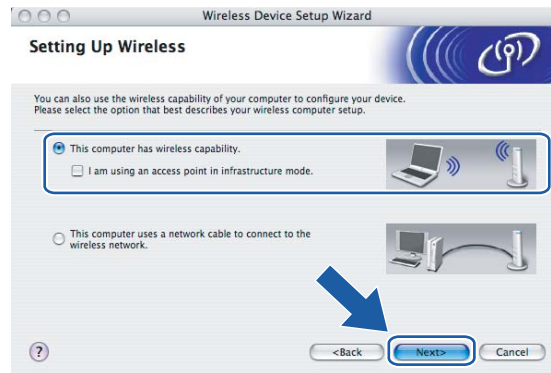 Wireless Device Setup Wizard
Setting Up Wireless
You can also use the wireless capability of your computer to configure your device.
Please select the option that best describes your wireless computer setup.
This computer has wireless capability.
I am using an access point in infrastructure mode.
This computer uses a network cable to connect to the
wireless network.
?
<Back
Next>
Cancel